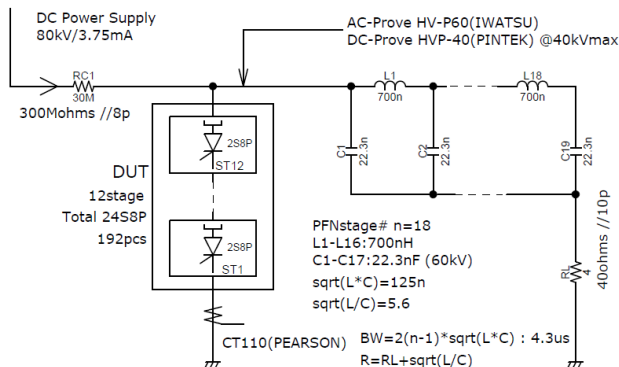 DC Power Supply
80kV/3.75mA
AC-Prove HV-P60(IWATSU)
DC-Prove HVP-40(PINTEK) @40kVmax
RC1
30M
300Mohms //8p
L1
700n
L18
700n
C1
22.3n
C2
22.3n
C19
22.3n
DUT
12stage
Total 24S8P
192pcs
2S8P
ST12
2S8P
ST1
PFNstage# n=18
L1-L16:700nH
C1-C17:22.3nF (60kV)
sqrt(L*C)=125n
sqrt(L/C)=5.6
RL
4
40ohms //10p
CT110(PEARSON)
BW=2(n-1)*sqrt(L*C) : 4.3us
R=RL+sqrt(L/C)